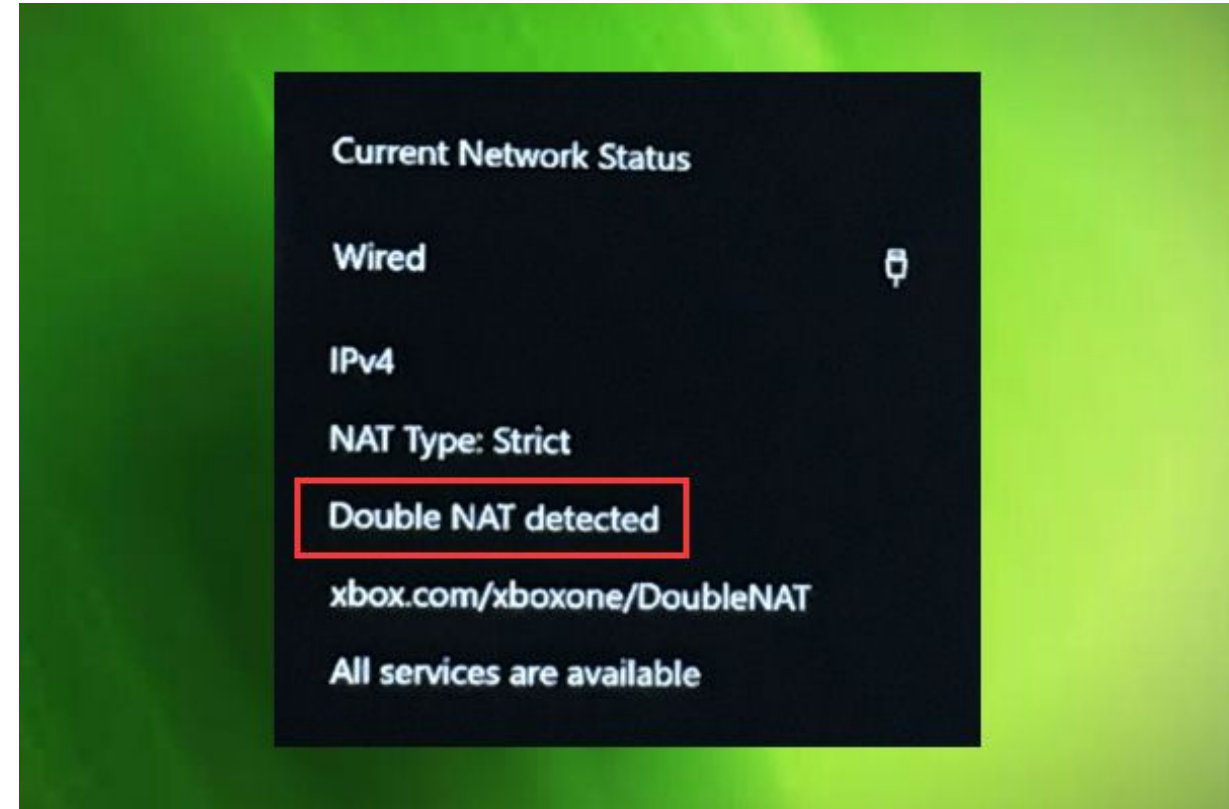 Current Network Status
Wired
IPv4
NAT Type: Strict
Double NAT detected
xbox.com/xboxone/DoubleNAT
All services are available